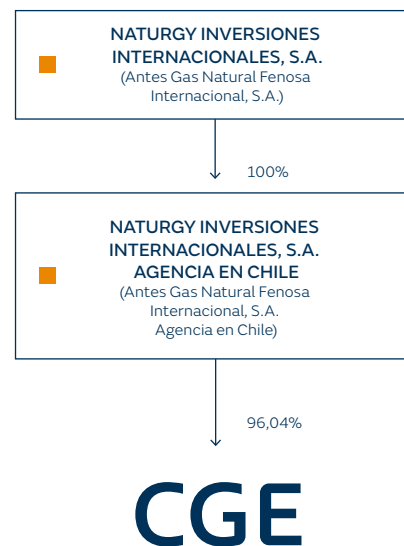 NATURGY INVERSIONES
INTERNACIONALES, S.A.
(Antes Gas Natural Fenosa
Internacional, S.A.)
100%
NATURGY INVERSIONES
INTERNACIONALES, S.A.
AGENCIA EN CHILE
(Antes Gas Natural Fenosa
Internacional, S.A.
Agencia en Chile)
96,04%
CGE